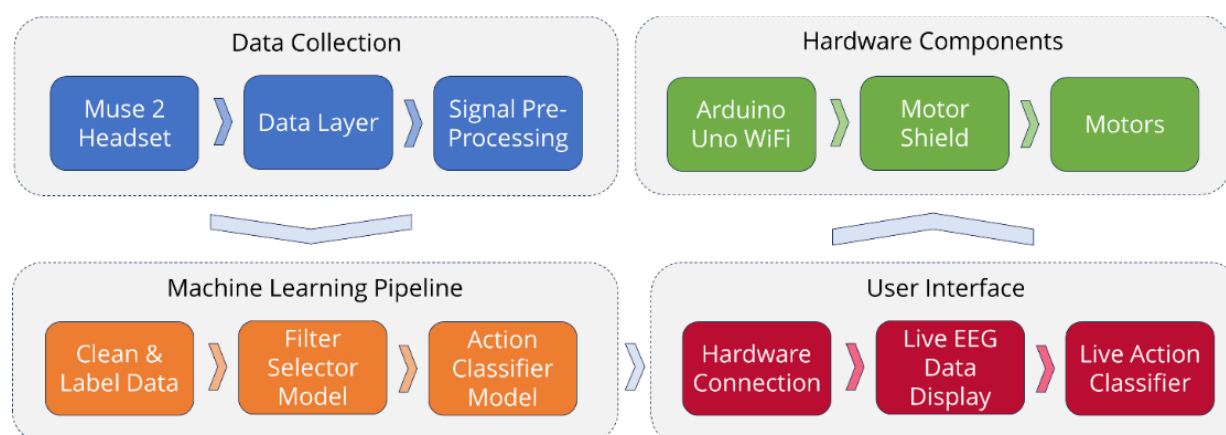 Data Collection
Muse 2
Headset
Data Layer
Signal Pre-
Processing
Hardware Components
Arduino
Uno WiFi
Motor
Shield
Motors
Machine Learning Pipeline
Clean &
Label Data
Filter
Selector
Model
Action
Classifier
Model
User Interface
Hardware
Connection
Live EEG
Data
Display
Live Action
Classifier